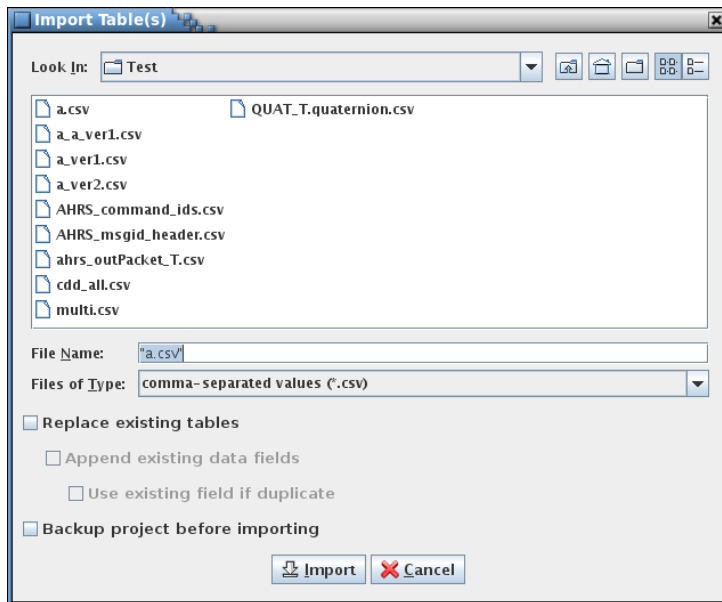 Import Table(s)
Look In: Test
a.csv
a_a_ver1.csv
a_ver1.csv
a_ver2.csv
AHRS_command_ids.csv
AHRS_msgid_header.csv
ahrs_outPacket_T.csv
cdd_all.csv
multi.csv
QUAT_T.quaternion.csv
File Name: "a.csv"
Files of Type: comma-separated values (*.csv)
Replace existing tables
Append existing data fields
Use existing field if duplicate
Backup project before importing
Import Cancel